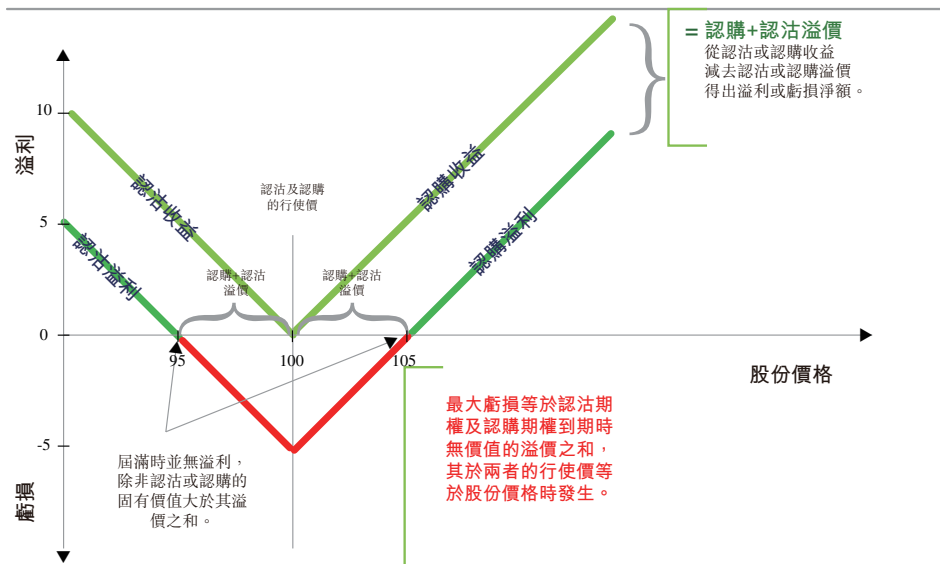 = 認購+認沽溢價
從認沽或認購收益
減去認沽或認購溢價
得出溢利或虧損淨額。
10
溢利
認沽收益
認沽及認購
的行使價
認購收益
5
認沽溢利
認購溢利
認購+認沽
溢價
認購+認沽
溢價
0
95
100
105
股份價格
最大虧損等於認沽期
權及認購期權到期時
無價值的溢價之和,
其於兩者的行使價等
於股份價格時發生。
-5
屆滿時並無溢利,
除非認沽或認購的
固有價值大於其溢
價之和。
虧損